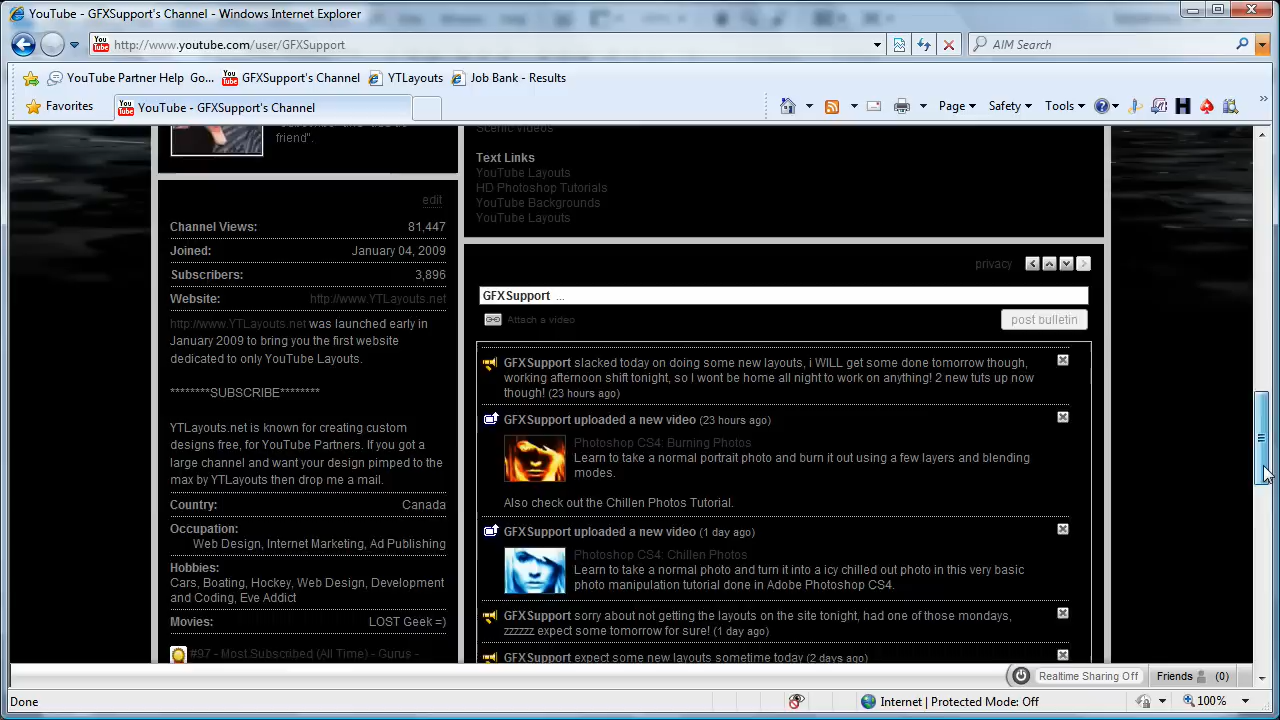 YouTube - GFXSupport's Channel - Windows Internet Explorer
You Tube http://www.youtube.com/user/GFXSupport
AIM Search
YouTube Partner Help Go...
You Tube GFXSupport's Channel
YTLayouts
Job Bank - Results
Favorites
You Tube YouTube - GFXSupport's Channel
Page
Safety
Tools
friend".
edit
Channel Views: 81,447
Joined: January 04, 2009
Subscribers: 3,896
Website: http://www.YTLayouts.net
http://www.YTLayouts.net was launched early in
January 2009 to bring you the first website
dedicated to only YouTube Layouts.
********SUBSCRIBE********
YTLayouts.net is known for creating custom
designs free, for YouTube Partners. If you got a
large channel and want your design pimped to the
max by YTLayouts then drop me a mail.
Country: Canada
Occupation:
Web Design, Internet Marketing, Ad Publishing
Hobbies:
Cars, Boating, Hockey, Web Design, Development
and Coding, Eve Addict
Movies: LOST Geek =)
#97 - Most Subscribed (All Time) - Gurus -
Scenic Videos
Text Links
YouTube Layouts
HD Photoshop Tutorials
YouTube Backgrounds
YouTube Layouts
privacy
GFXSupport ...
Attach a video
post bulletin
GFXSupport slacked today on doing some new layouts, i WILL get some done tomorrow though,
working afternoon shift tonight, so I wont be home all night to work on anything! 2 new tuts up now
though! (23 hours ago)
GFXSupport uploaded a new video (23 hours ago)
Photoshop CS4: Burning Photos
Learn to take a normal portrait photo and burn it out using a few layers and blending
modes.
Also check out the Chillen Photos Tutorial.
GFXSupport uploaded a new video (1 day ago)
Photoshop CS4: Chillen Photos
Learn to take a normal photo and turn it into a icy chilled out photo in this very basic
photo manipulation tutorial done in Adobe Photoshop CS4.
GFXSupport sorry about not getting the layouts on the site tonight, had one of those mondays,
zzzzzz expect some tomorrow for sure! (1 day ago)
GFXSupport expect some new layouts sometime today (2 days ago)
Realtime Sharing Off
Friends (0)
Done
Internet | Protected Mode: Off
100%